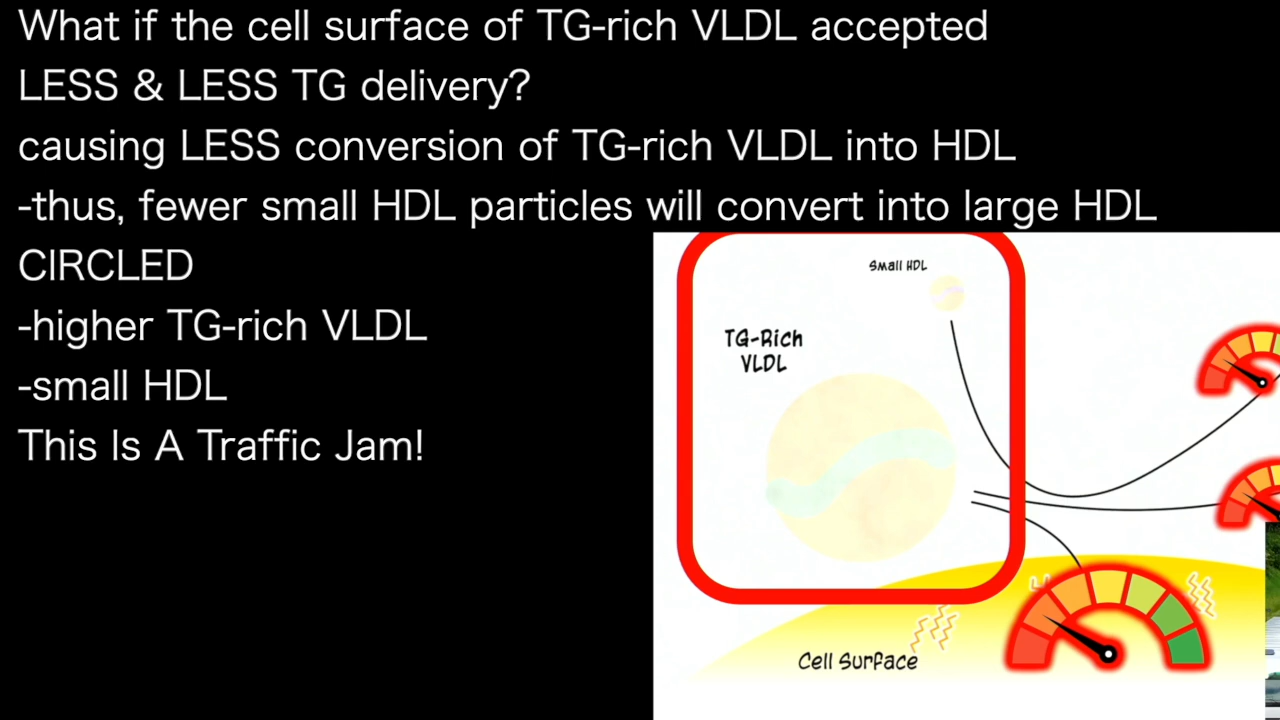 What if the cell surface of TG-rich VLDL accepted
LESS & LESS TG delivery?
causing LESS conversion of TG-rich VLDL into HDL
-thus, fewer small HDL particles will convert into large HDL
CIRCLED
-higher TG-rich VLDL
-small HDL
This Is A Traffic Jam!
Small HDL
TG-Rich
VLDL
Cell Surface